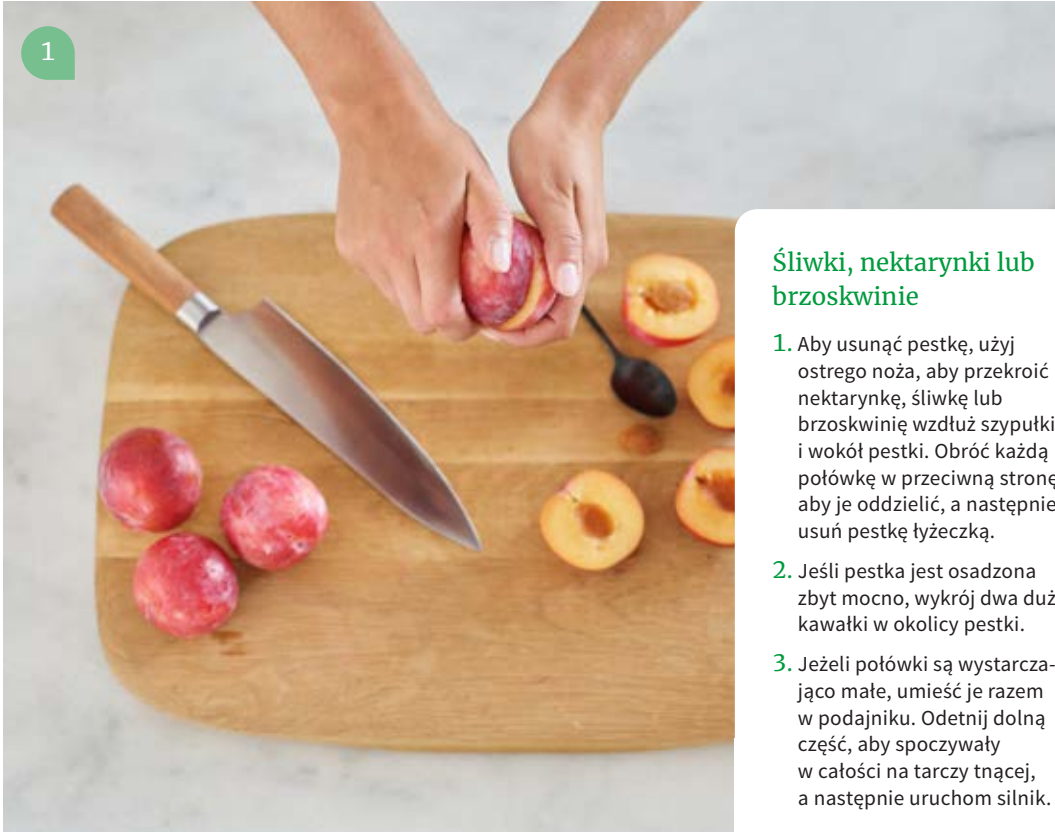 1
Śliwki, nektarynki lub
brzoskwinie
1. Aby usunąć pestkę, użyj
ostrego noża, aby przekroić
nektarynkę, śliwkę lub
brzoskwinię wzdłuż szypułki
i wokół pestki. Obróć każdą
połówkę w przeciwną stronę
aby je oddzielić, a następnie
usuń pestkę łyżeczką.
2. Jeśli pestka jest osadzona
zbyt mocno, wykrój dwa duż
kawałki w okolicy pestki.
3. Jeżeli połówki są wystarcza-
jąco małe, umieść je razem
w podajniku. Odetnij dolną
część, aby spoczywały
w całości na tarczy tnącej,
a następnie uruchom silnik.